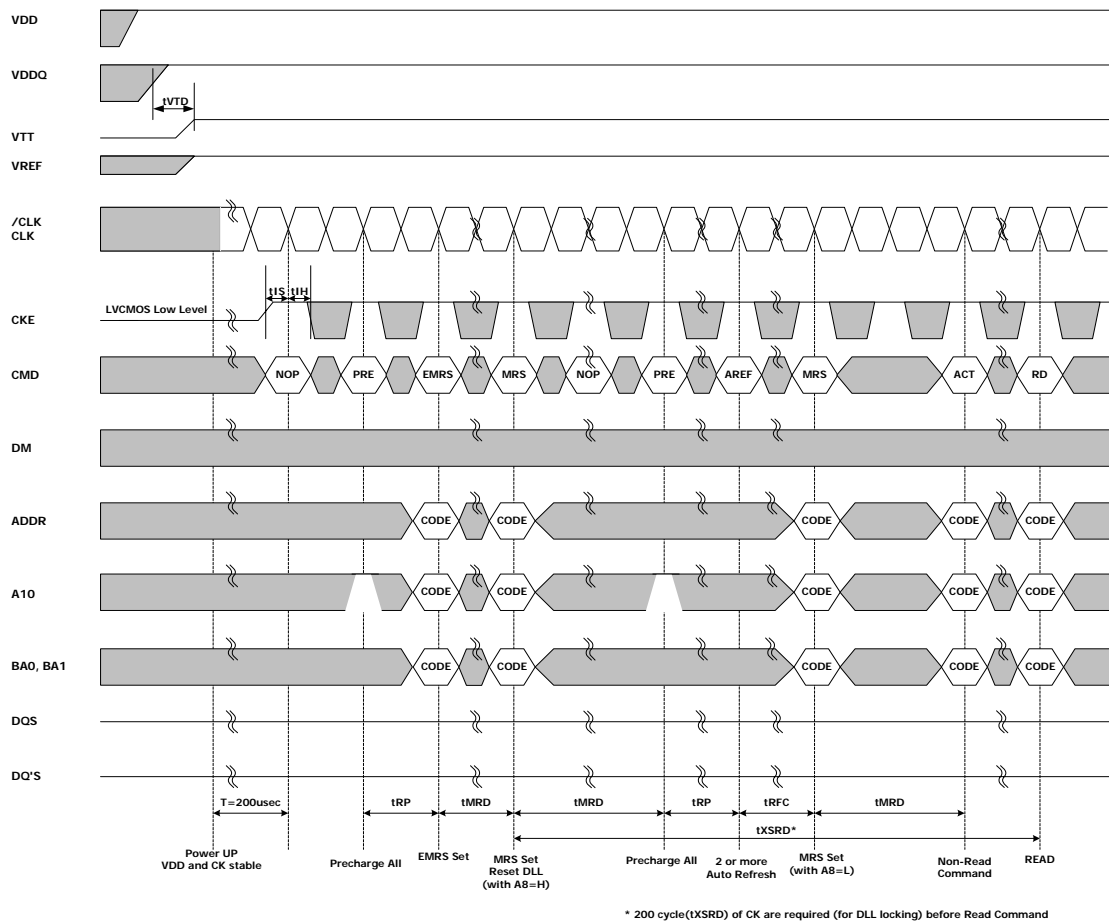 VDD
VDDQ
tVTD
VTT
VREF
/CLK
CLK
tIS tIH
CKE
LVCMOS Low Level
CMD
NOP PRE EMRS MRS NOP PRE AREF MRS ACT RD
DM
ADDR
CODE CODE CODE CODE CODE
A10
CODE CODE CODE CODE CODE
BA0, BA1
CODE CODE CODE CODE CODE
DQS
DQ'S
T=200usec tRP tMRD tMRD tRP tRFC tMRD
tXSRD*
Power UP
VDD and CK stable
Precharge All
EMRS Set
MRS Set
Reset DLL
(with A8=H)
Precharge All
2 or more
Auto Refresh
MRS Set
(with A8=L)
Non-Read
Command
READ
* 200 cycle(tXSRD) of CK are required (for DLL locking) before Read Command